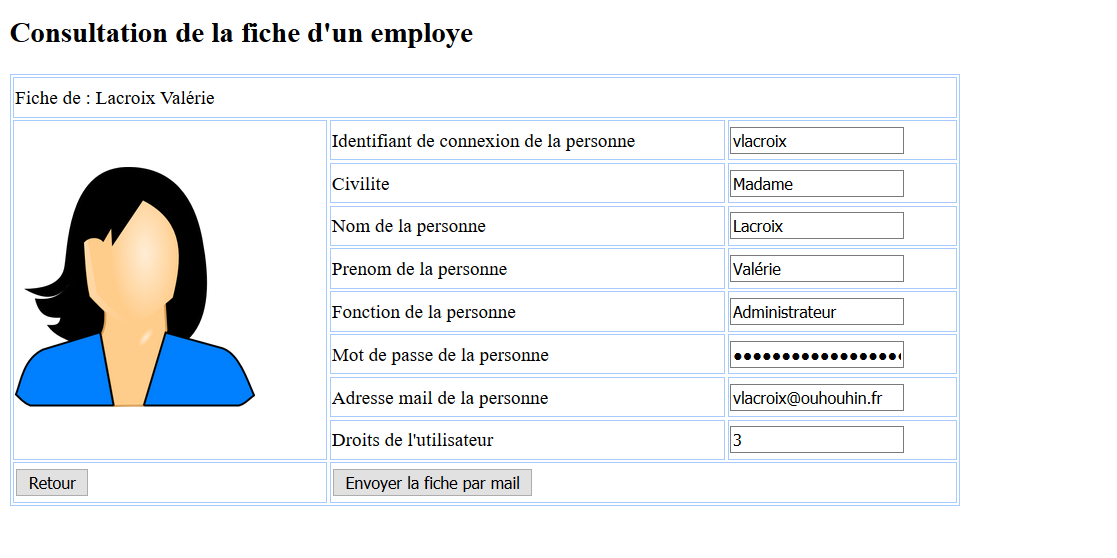 Consultation de la fiche d'un employe
Fiche de : Lacroix Valérie
Identifiant de connexion de la personne vlacroix
Civilite Madame
Nom de la personne Lacroix
Prenom de la personne Valérie
Fonction de la personne Administrateur
Mot de passe de la personne ••••••••••••••••••
Adresse mail de la personne vlacroix@ouhouhin.fr
Droits de l'utilisateur 3
Retour Envoyer la fiche par mail